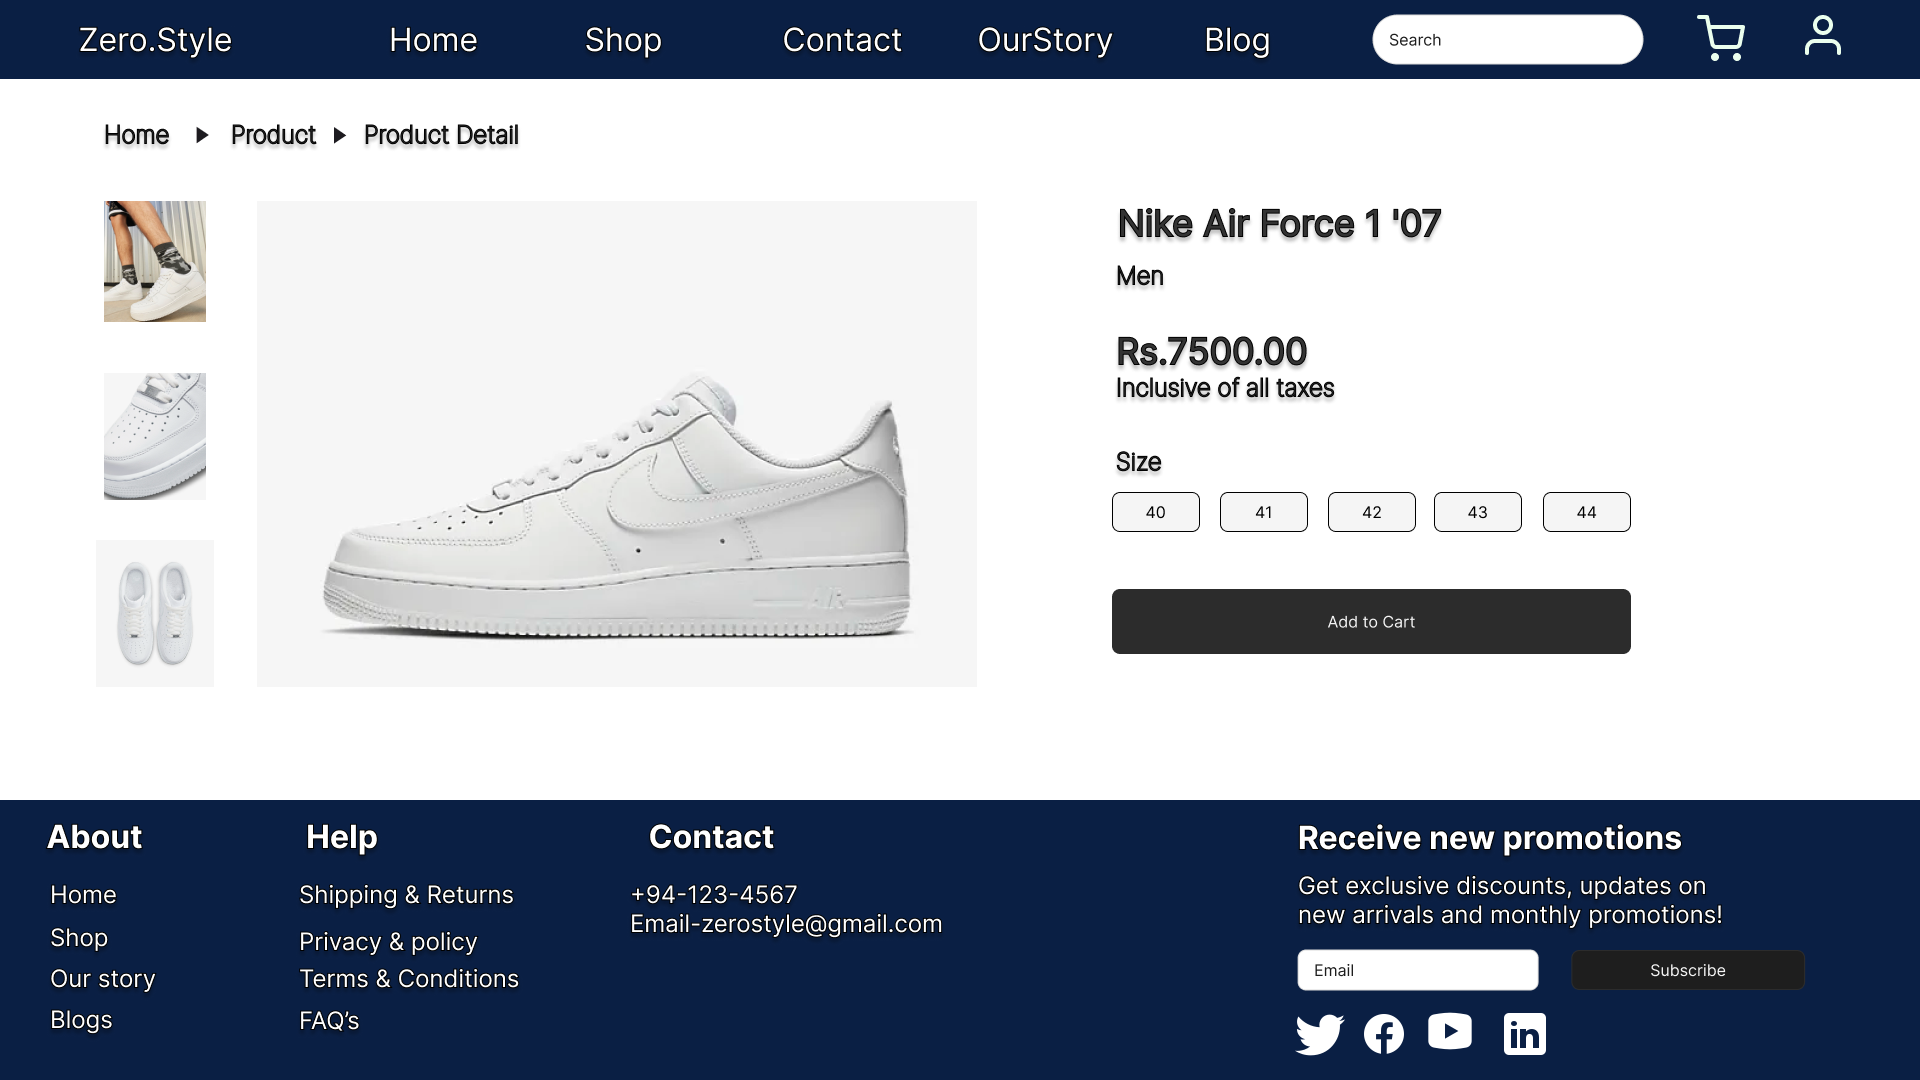 Zero.Style
Home
Shop
Contact
OurStory
Blog
Search
Home
Product
Product Detail
Nike Air Force 1 '07
Men
Rs.7500.00
Inclusive of all taxes
Size
40
41
42
43
44
Add to Cart
AIR
About
Home
Shop
Our story
Blogs
Help
Shipping & Returns
Privacy & policy
Terms & Conditions
FAQ’s
Contact
+94-123-4567
Email-zerostyle@gmail.com
Receive new promotions
Get exclusive discounts, updates on
new arrivals and monthly promotions!
Email
Subscribe
in